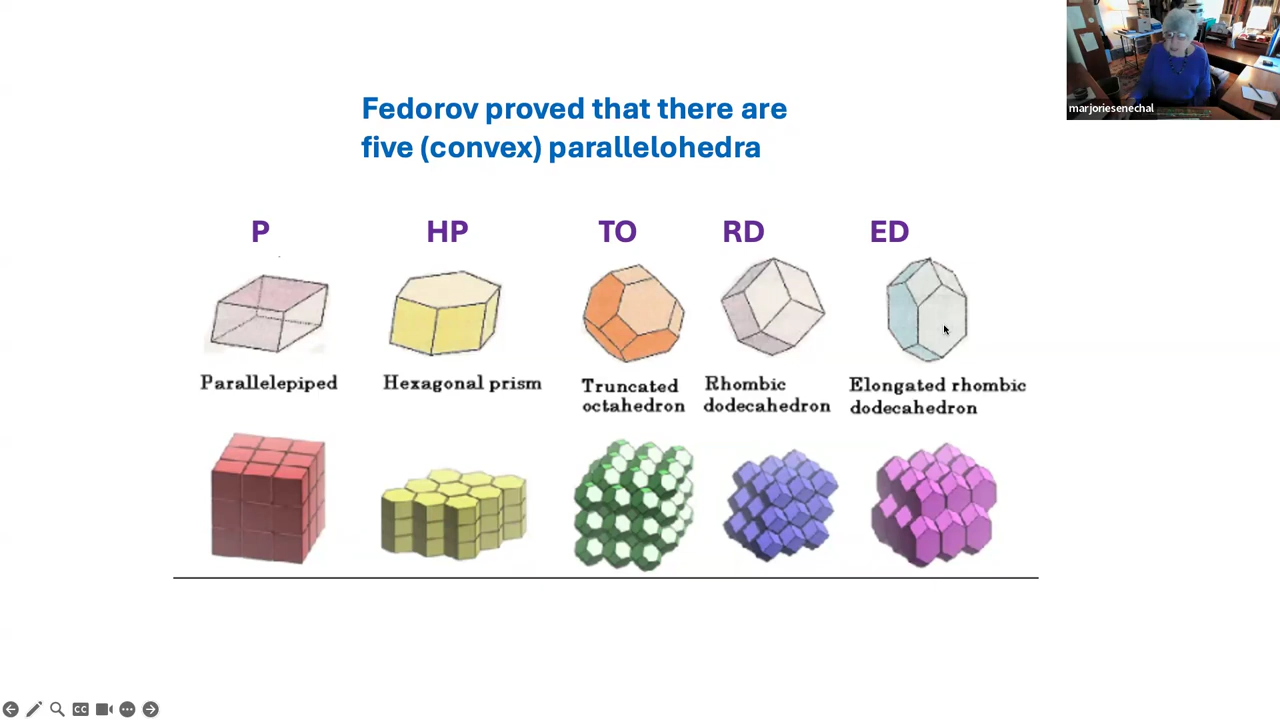 marjoriesenechal
Fedorov proved that there are
five (convex) parallelohedra
P HP TO RD ED
Parallelepiped
Hexagonal prism
Truncated
octahedron
Rhombic
dodecahedron
Elongated rhombic
dodecahedron
CC